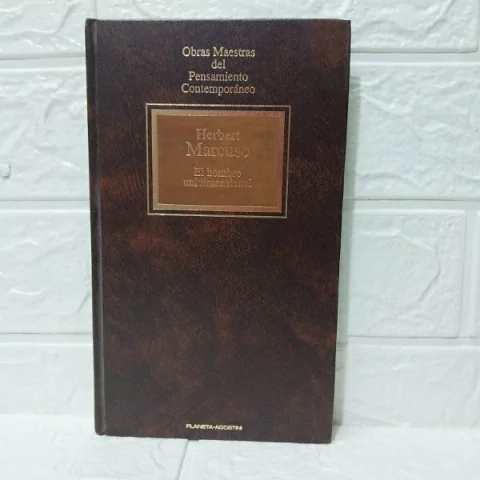 Obras Maestras
del
Pensamiento
Contemporáneo
Herbert
Marcuse
El hombre
unidimensional
PLANETA-AGOSTINI